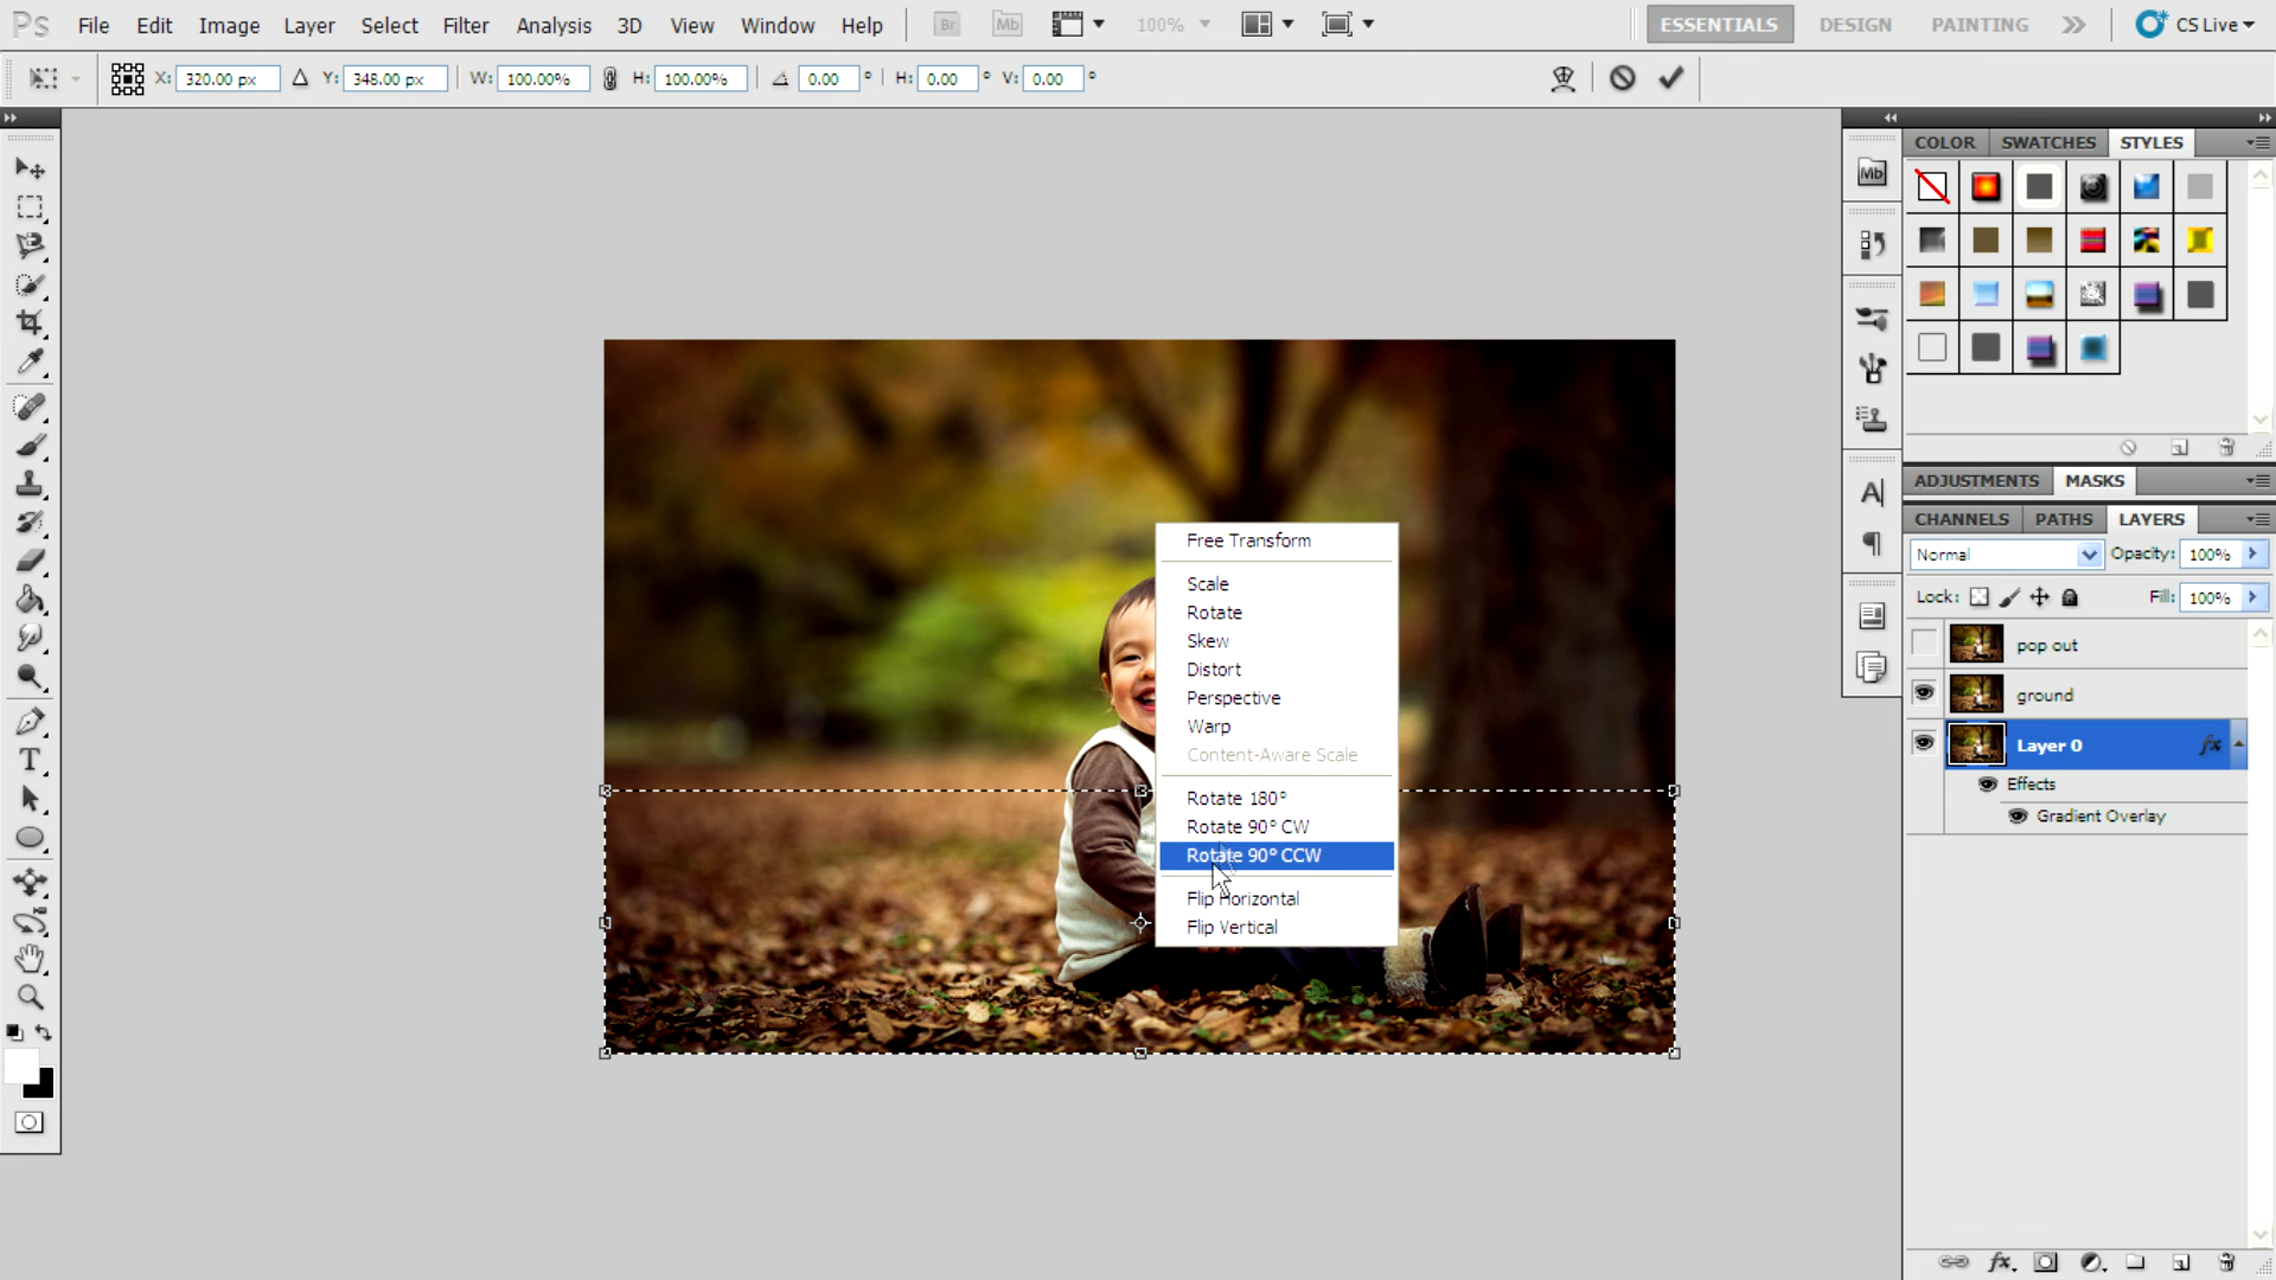 Ps File Edit Image Layer Select Filter Analysis 3D View Window Help Br Mb 100% ESSENTIALS DESIGN PAINTING CS Live
X: 320.00 px Y: 348.00 px W: 100.00% H: 100.00% 0.00 ° H: 0.00 ° V: 0.00 °
COLOR SWATCHES STYLES
Mb
ADJUSTMENTS MASKS
CHANNELS PATHS LAYERS
Normal Opacity: 100%
Lock: Fill: 100%
pop out
ground
Layer 0 fx
Effects
Gradient Overlay
Free Transform
Scale
Rotate
Skew
Distort
Perspective
Warp
Content-Aware Scale
Rotate 180°
Rotate 90° CW
Rotate 90° CCW
Flip Horizontal
Flip Vertical
T
A
fx